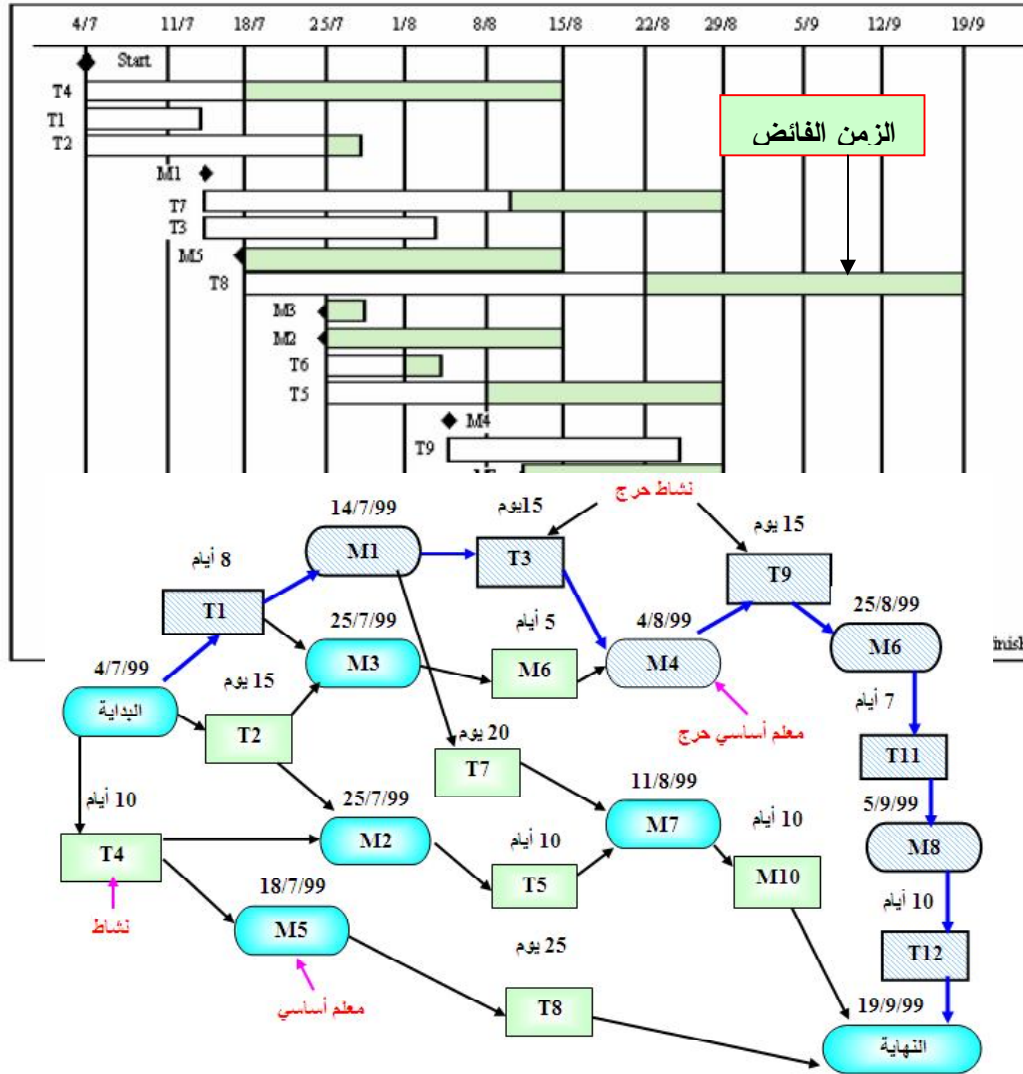 4/7 11/7 18/7 25/7 1/8 8/8 15/8 22/8 29/8 5/9 12/9 19/9
Start
T4
الزمن الفائض
T1
T2
M1
T7
T3
M5
T8
M3
M2
T6
T5
M4
T9
نشاط حرج
14/7/99
15يوم
15 يوم
M1
T3
T9
8 أيام
T1
25/7/99
5 أيام
4/8/99
25/8/99
M3
M6
M4
M6
inish
4/7/99
15 يوم
7 أيام
البداية
T2
معلم أساسي حرج
20 يوم
T7
T11
10 أيام
25/7/99
11/8/99
5/9/99
T4
M2
10 أيام
M7
10 أيام
M8
T5
M10
18/7/99
10 أيام
نشاط
M5
25 يوم
T12
معلم أساسي
T8
19/9/99
النهاية